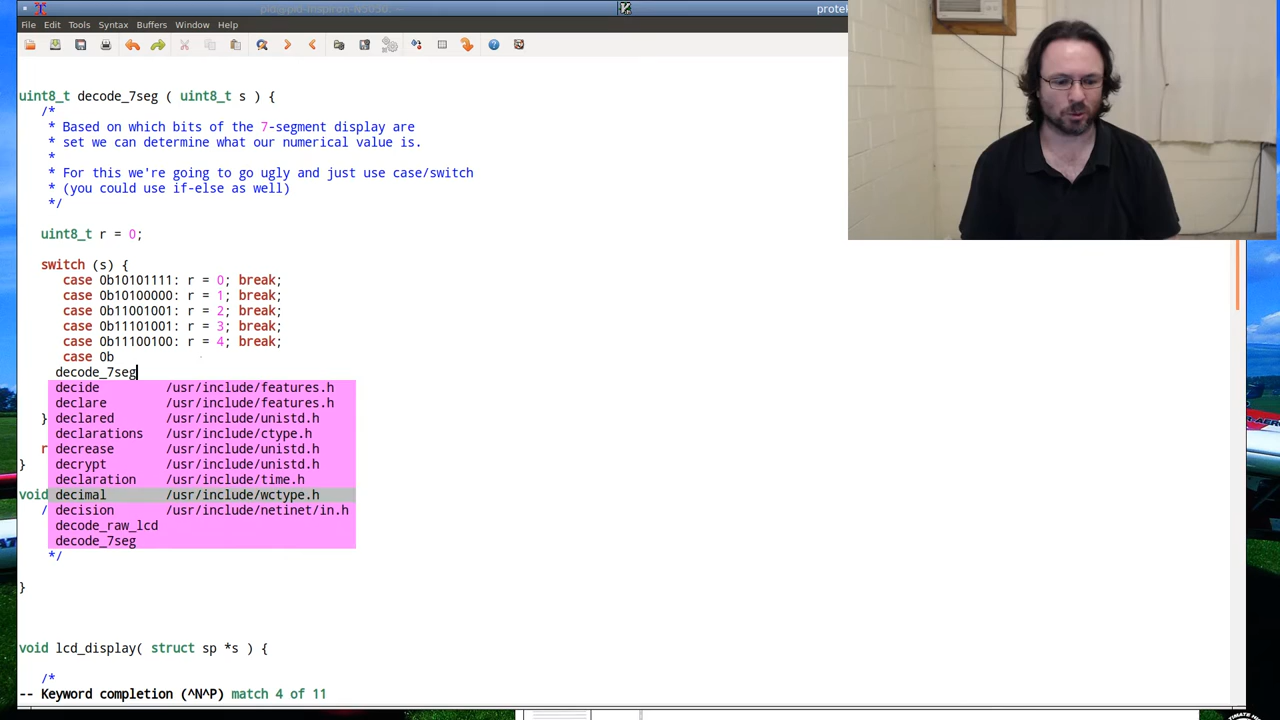 protek
File Edit Tools Syntax Buffers Window Help
uint8_t decode_7seg ( uint8_t s ) {
/*
* Based on which bits of the 7-segment display are
* set we can determine what our numerical value is.
*
* For this we're going to go ugly and just use case/switch
* (you could use if-else as well)
*/
uint8_t r = 0;
switch (s) {
case 0b10101111: r = 0; break;
case 0b10100000: r = 1; break;
case 0b11001001: r = 2; break;
case 0b11101001: r = 3; break;
case 0b11100100: r = 4; break;
case 0b
decode_7seg
decide /usr/include/features.h
declare /usr/include/features.h
} declared /usr/include/unistd.h
declarations /usr/include/ctype.h
r decrease /usr/include/unistd.h
} decrypt /usr/include/unistd.h
declaration /usr/include/time.h
void decimal /usr/include/wctype.h
/ decision /usr/include/netinet/in.h
decode_raw_lcd
decode_7seg
*/
}
void lcd_display( struct sp *s ) {
/*
-- Keyword completion (^N^P) match 4 of 11